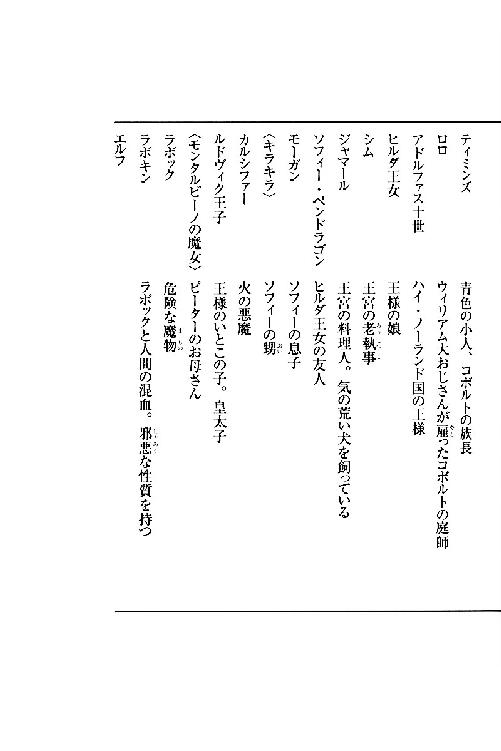 ティミンズ　青色の小人、コボルトの族長
ロロ　ウィリアム大おじさんが雇ったコボルトの庭師
アドルファス十世　ハイ・ノーランド国の王様
ヒルダ王女　王様の娘
シム　王宮の老執事
ジャマール　王宮の料理人。気の荒い犬を飼っている
ソフィー・ペンドラゴン　ヒルダ王女の友人
モーガン　ソフィーの息子
〈キラキラ〉　ソフィーの甥
カルシファー　火の悪魔
ルドヴィク王子　王様のいとこの子。皇太子
〈モンタルビーノの魔女〉　ピーターのお母さん
ラボック　危険な魔物
ラボキン　ラボックと人間の混血。邪悪な性質を持つ
エルフ